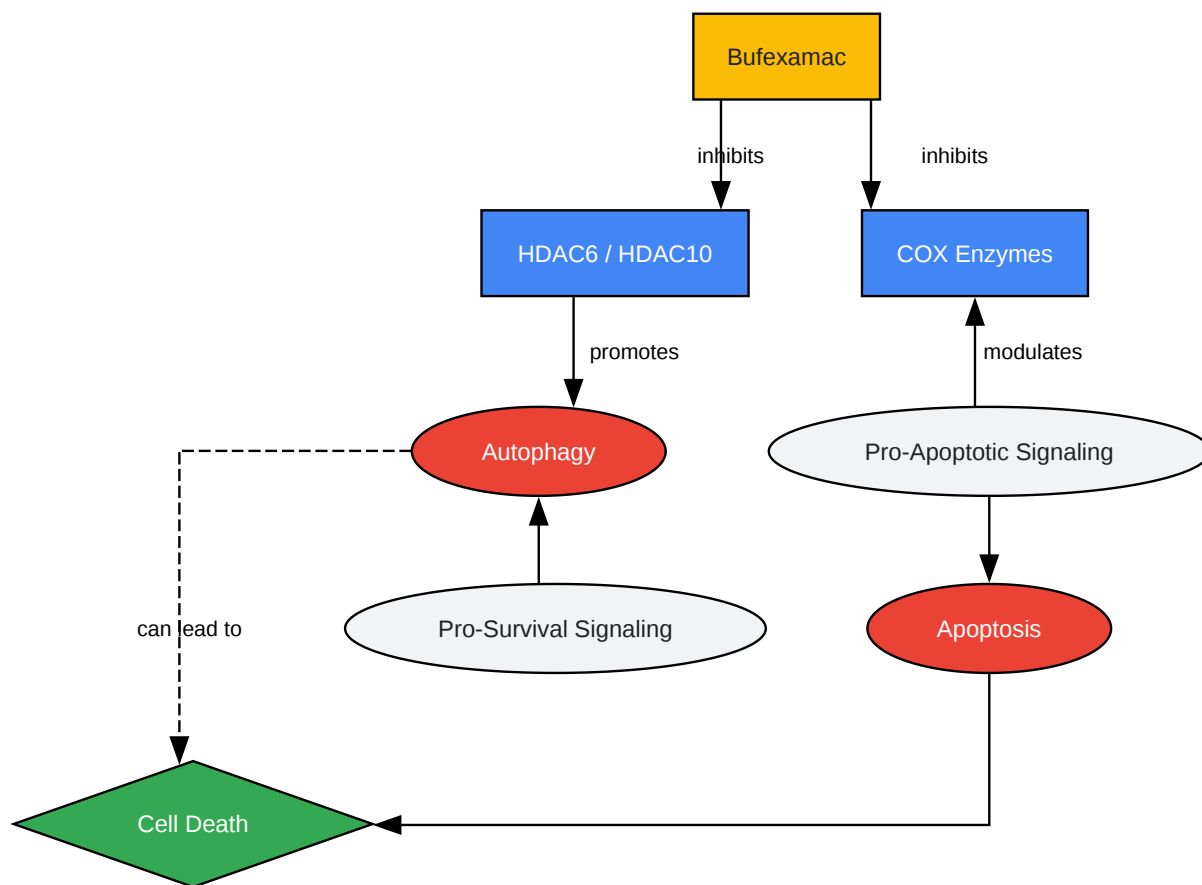 Bufexamac
inhibits
inhibits
HDAC6 / HDAC10
COX Enzymes
promotes
modulates
Autophagy
Pro-Apoptotic Signaling
can lead to
Pro-Survival Signaling
Apoptosis
Cell Death